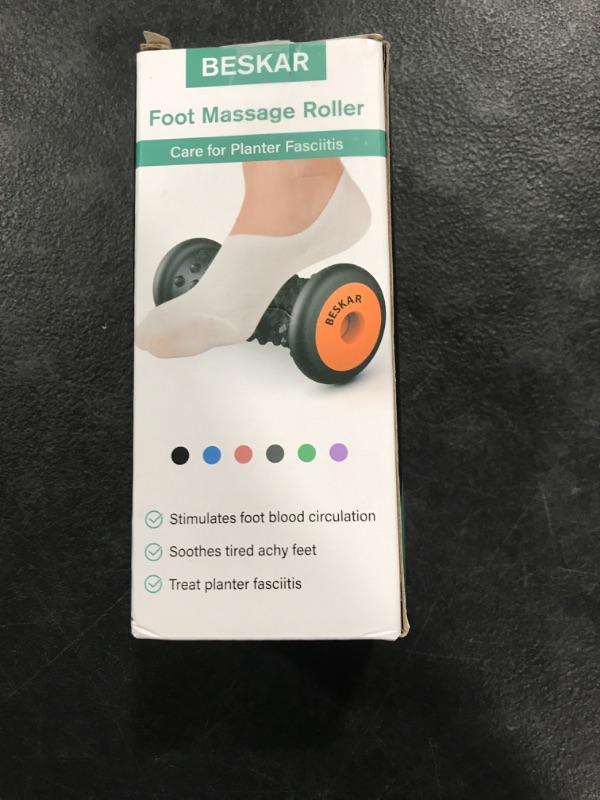 BESKAR
Foot Massage Roller
Care for Planter Fasciitis
BESKAR
Stimulates foot blood circulation
Soothes tired achy feet
Treat planter fasciitis